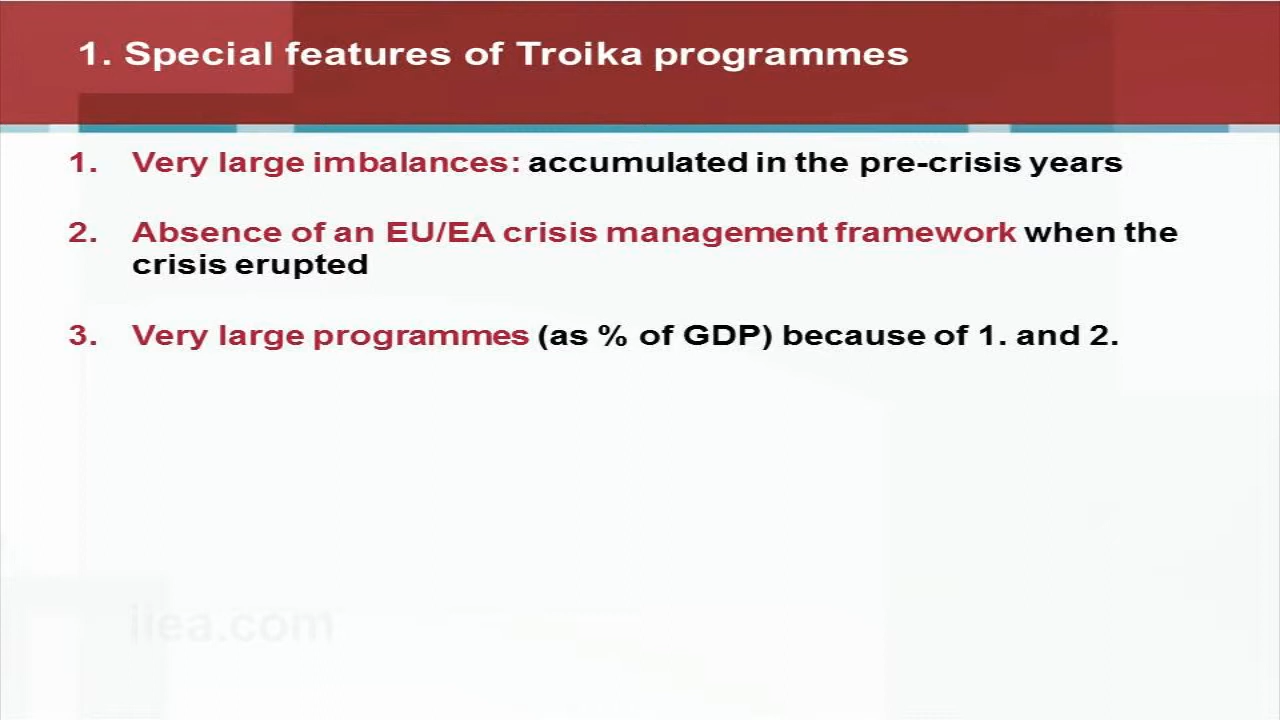 1. Special features of Troika programmes
1. Very large imbalances: accumulated in the pre-crisis years
2. Absence of an EU/EA crisis management framework when the
crisis erupted
3. Very large programmes (as % of GDP) because of 1. and 2.
iiea.com